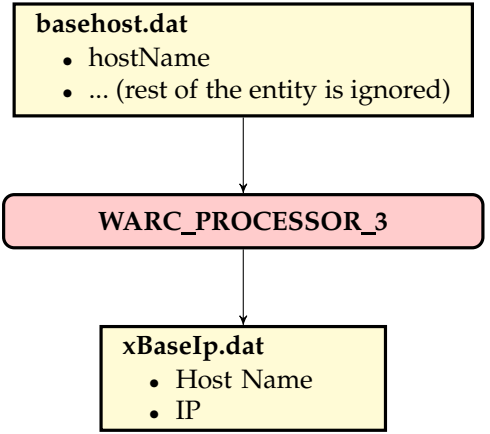 basehost.dat
• hostName
• ... (rest of the entity is ignored)
WARC_PROCESSOR_3
xBaseIp.dat
• Host Name
• IP